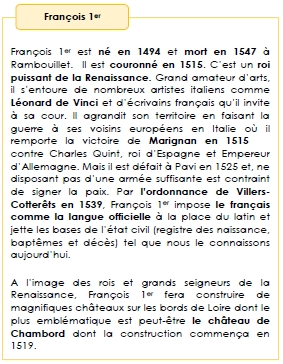 François 1er
François 1er est né en 1494 et mort en 1547 à
Rambouillet. Il est couronné en 1515. C'est un roi
puissant de la Renaissance. Grand amateur d'arts,
il s'entoure de nombreux artistes italiens comme
Léonard de Vinci et d'écrivains français qu'il invite
à sa cour. Il agrandit son territoire en faisant la
guerre à ses voisins européens en Italie où il
remporte la victoire de Marignan en 1515
contre Charles Quint, roi d'Espagne et Empereur
d'Allemagne. Mais il est défait à Pavi en 1525 et, ne
disposant pas d'une armée suffisante est contraint
de signer la paix. Par l'ordonnance de Villers-
Cotterêts en 1539, François 1er impose le français
comme la langue officielle à la place du latin et
jette les bases de l'état civil (registre des naissance,
baptêmes et décès) tel que nous le connaissons
aujourd'hui.
A l'image des rois et grands seigneurs de la
Renaissance, François 1er fera construire de
magnifiques châteaux sur les bords de Loire dont le
plus emblématique est peut-être le château de
Chambord dont la construction commença en
1519.